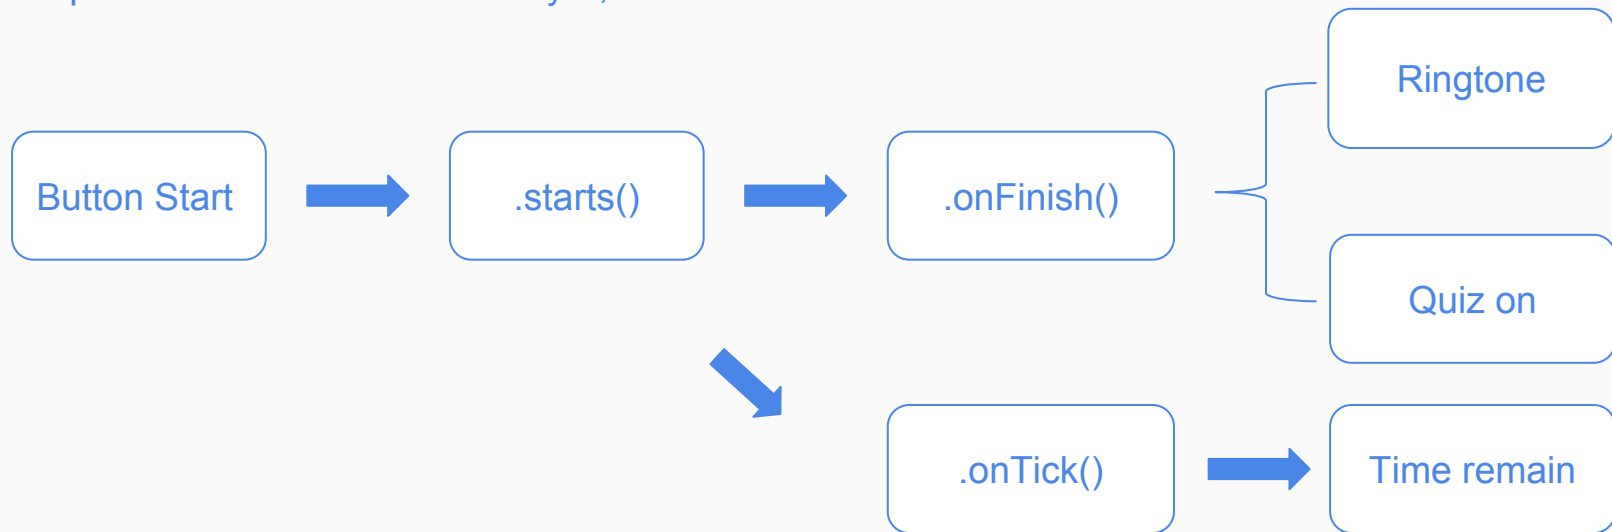 Ringtone
Button Start
.starts()
.onFinish()
Quiz on
.onTick()
Time remain